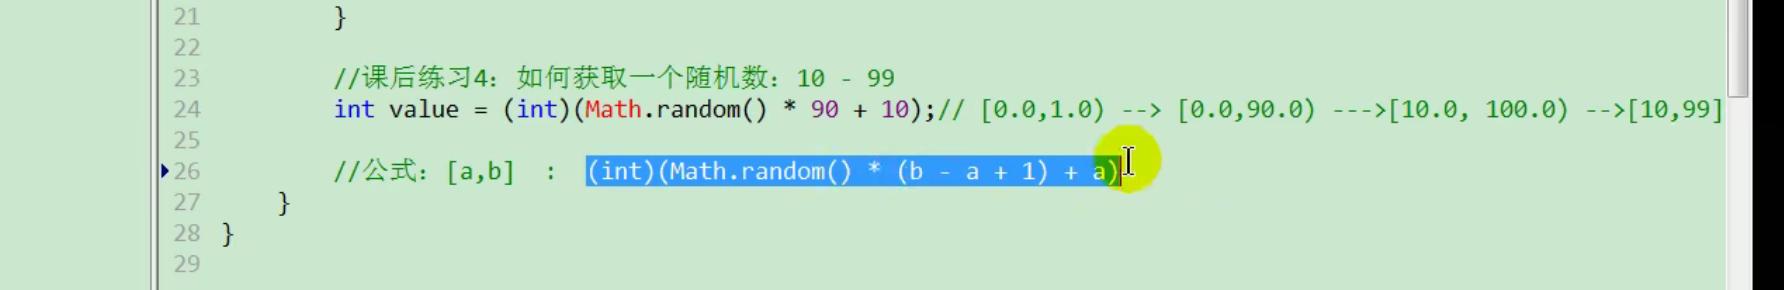 21 }
22
23 //课后练习4：如何获取一个随机数：10 - 99
24 int value = (int)(Math.random() * 90 + 10);// [0.0,1.0) --> [0.0,90.0) --->[10.0, 100.0) -->[10,99]
25
26 //公式：[a,b]  :  (int)(Math.random() * (b - a + 1) + a)
27 }
28 }
29